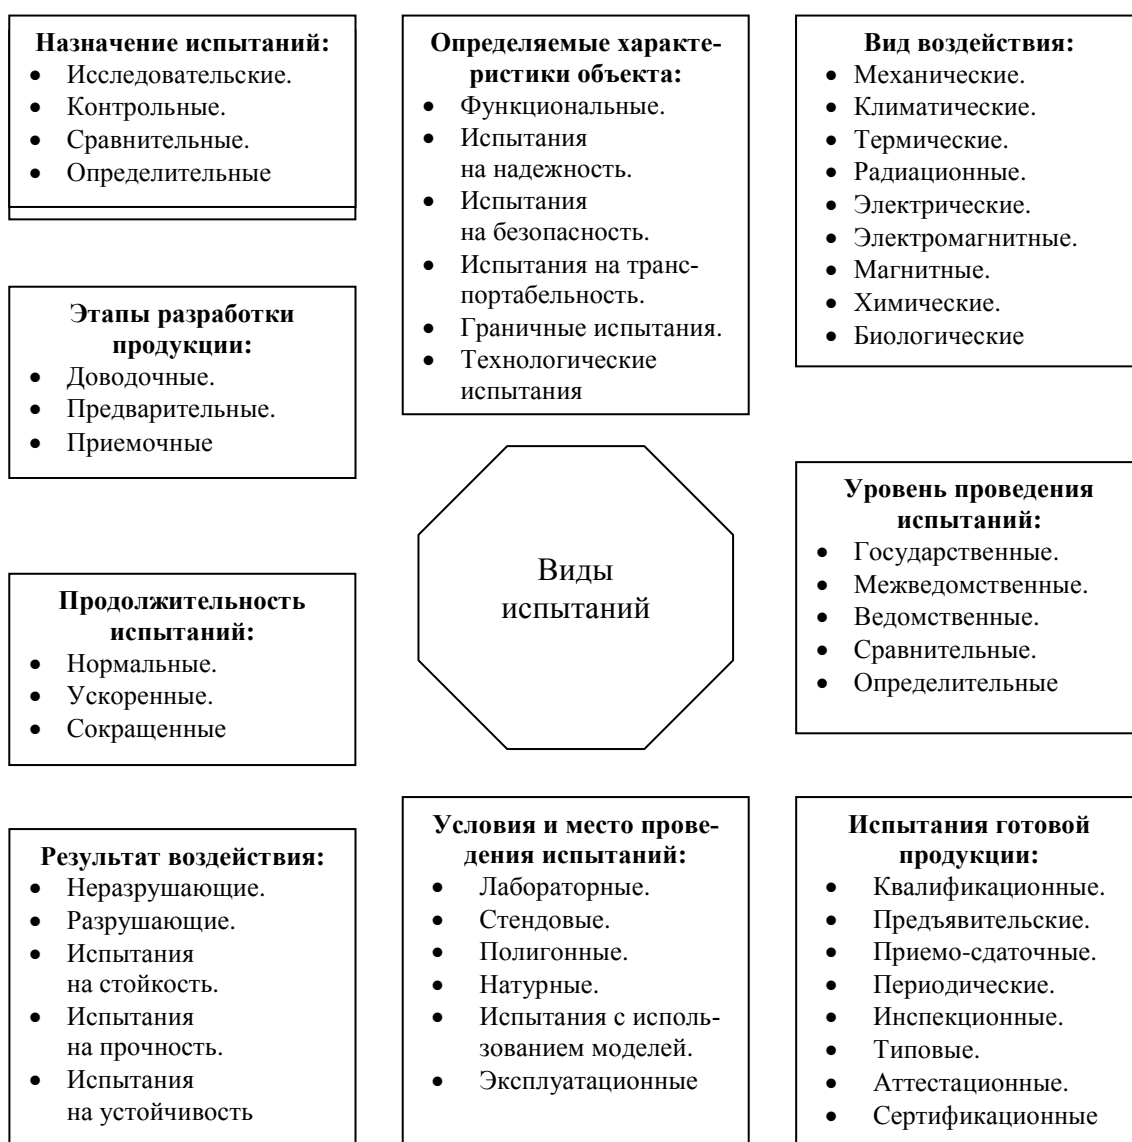 Назначение испытаний:
• Исследовательские.
• Контрольные.
• Сравнительные.
• Определительные
Этапы разработки
продукции:
• Доводочные.
• Предварительные.
• Приемочные
Продолжительность
испытаний:
• Нормальные.
• Ускоренные.
• Сокращенные
Результат воздействия:
• Неразрушающие.
• Разрушающие.
• Испытания
на стойкость.
• Испытания
на прочность.
• Испытания
на устойчивость
Определяемые характе-
ристики объекта:
• Функциональные.
• Испытания
на надежность.
• Испытания
на безопасность.
• Испытания на транс-
портабельность.
• Граничные испытания.
• Технологические
испытания
Виды
испытаний
Условия и место прове-
дения испытаний:
• Лабораторные.
• Стендовые.
• Полигонные.
• Натурные.
• Испытания с исполь-
зованием моделей.
• Эксплуатационные
Вид воздействия:
• Механические.
• Климатические.
• Термические.
• Радиационные.
• Электрические.
• Электромагнитные.
• Магнитные.
• Химические.
• Биологические
Уровень проведения
испытаний:
• Государственные.
• Межведомственные.
• Ведомственные.
• Сравнительные.
• Определительные
Испытания готовой
продукции:
• Квалификационные.
• Предъявительские.
• Приемо-сдаточные.
• Периодические.
• Инспекционные.
• Типовые.
• Аттестационные.
• Сертификационные